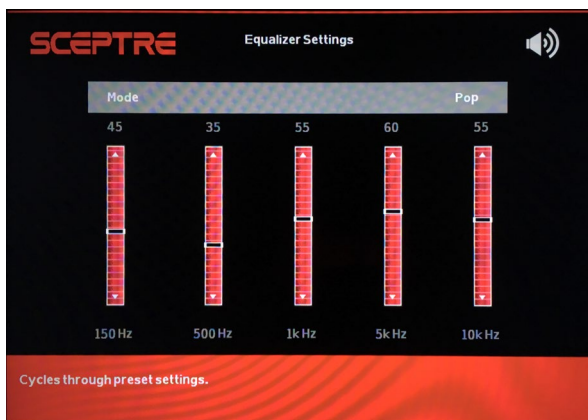 SCEPTRE
Equalizer Settings
Mode Pop
45 35 55 60 55
150 Hz 500 Hz 1k Hz 5k Hz 10k Hz
Cycles through preset settings.